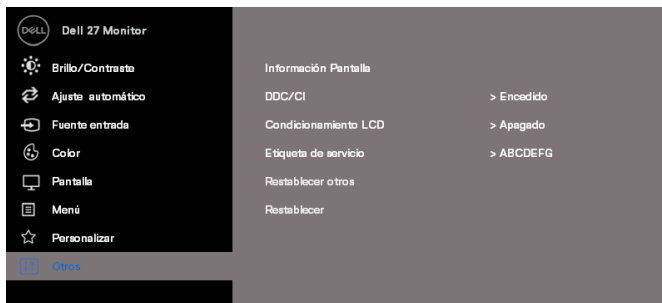 DELL Dell 27 Monitor
Brillo/Contraste
Información Pantalla
Ajuste automático
DDC/CI > Encedido
Fuente entrada
Condicionamiento LCD > Apagado
Color
Etiqueta de servicio > ABCDEFG
Pantalla
Restablecer otros
Menú
Restablecer
Personalizar
Otros